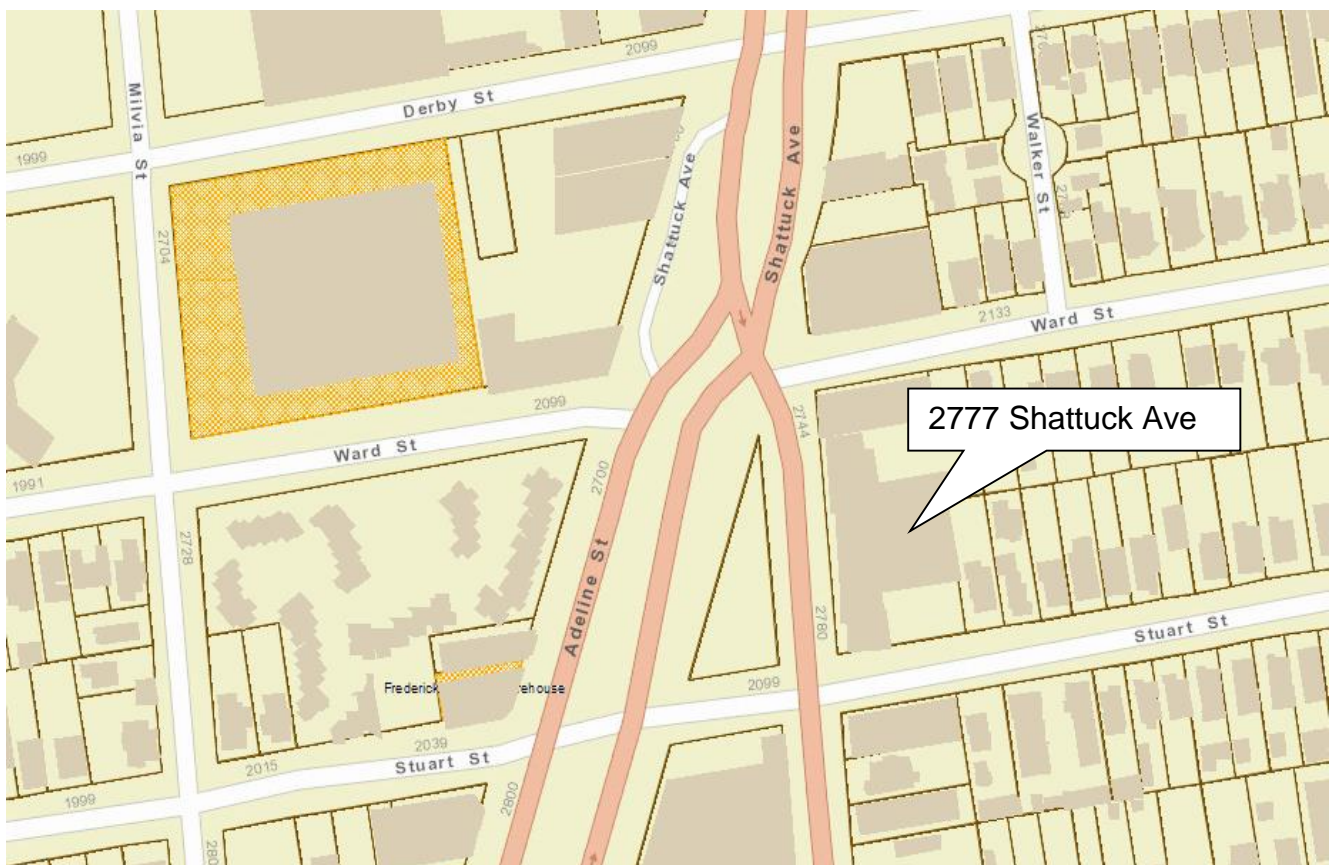 2099
Derby St
Milvia St
1999
Shattuck Ave
Shattuck Ave
Walker St
2704
2133
Ward St
2099
Ward St
2744
2777 Shattuck Ave
1991
2700
2728
Adeline St
2780
Stuart St
Frederick
rehouse
2099
2039
Stuart St
2015
1999
2800